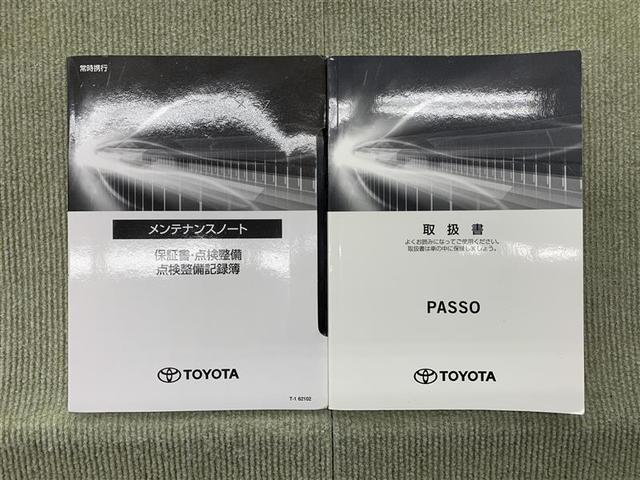 常時携行
メンテナンスノート
保証書・点検整備
点検整備記録簿
TOYOTA
T-1 62102
取扱書
よくお読みになってご使用ください。
取扱書は車の中に保管しましょう。
PASSO
TOYOTA